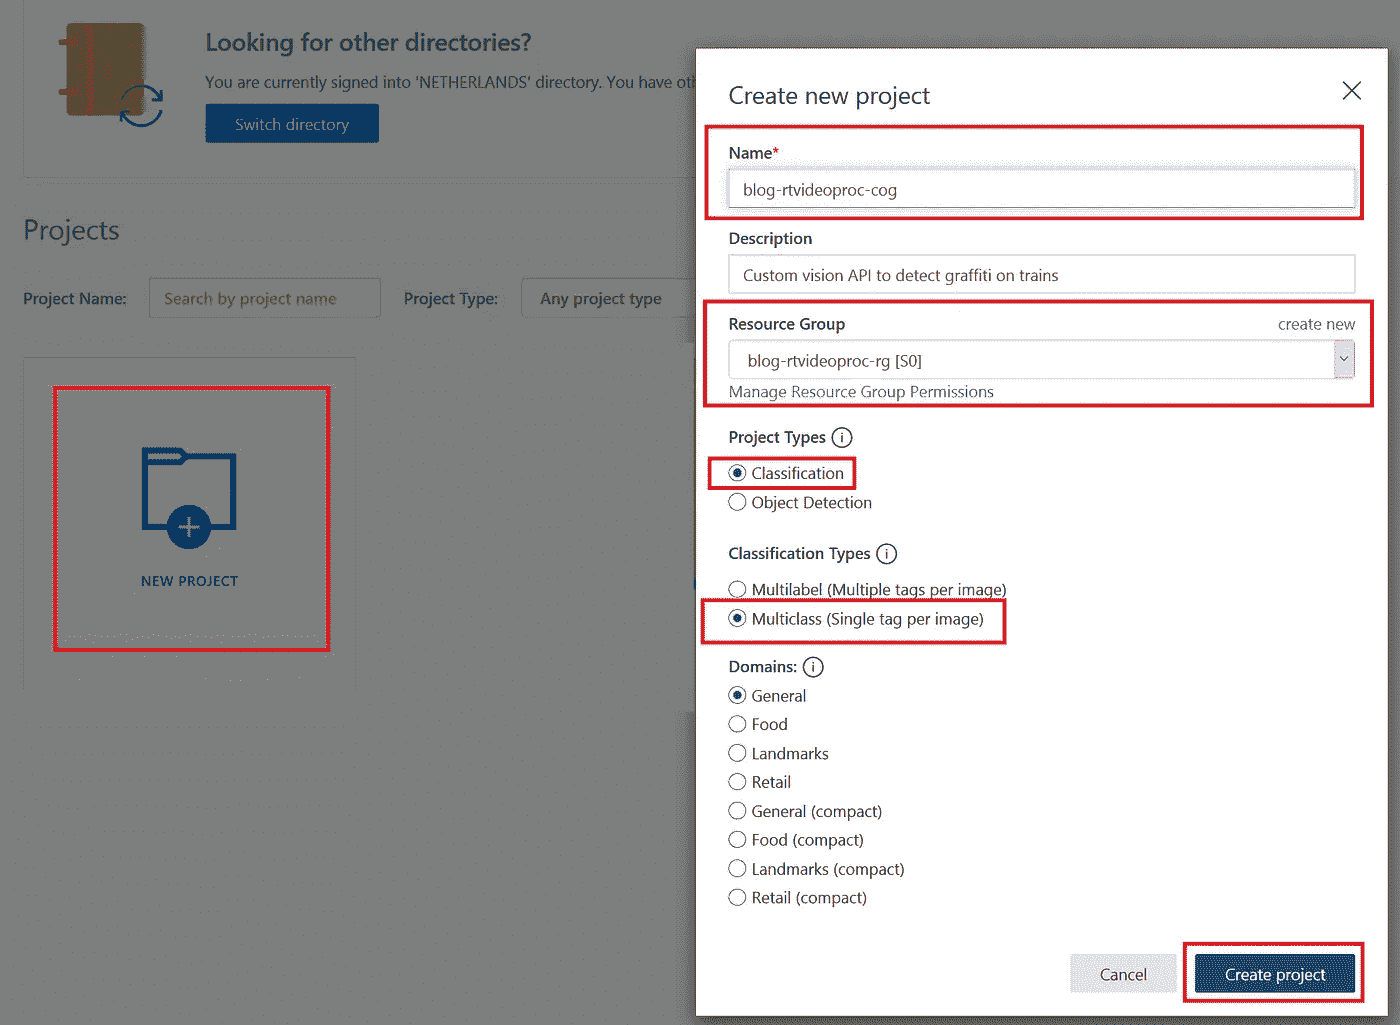 Looking for other directories?
You are currently signed into 'NETHERLANDS' directory. You have
Switch directory
Projects
Project Name:
Search by project name
Project Type:
Any project type
NEW PROJECT
Create new project
Name*
blog-rtvideoproc-cog
Description
Custom vision API to detect graffiti on trains
Resource Group
create new
blog-rtvideoproc-rg [S0]
Manage Resource Group Permissions
Project Types
Classification
Object Detection
Classification Types
Multilabel (Multiple tags per image)
Multiclass (Single tag per image)
Domains:
General
Food
Landmarks
Retail
General (compact)
Food (compact)
Landmarks (compact)
Retail (compact)
Cancel
Create project